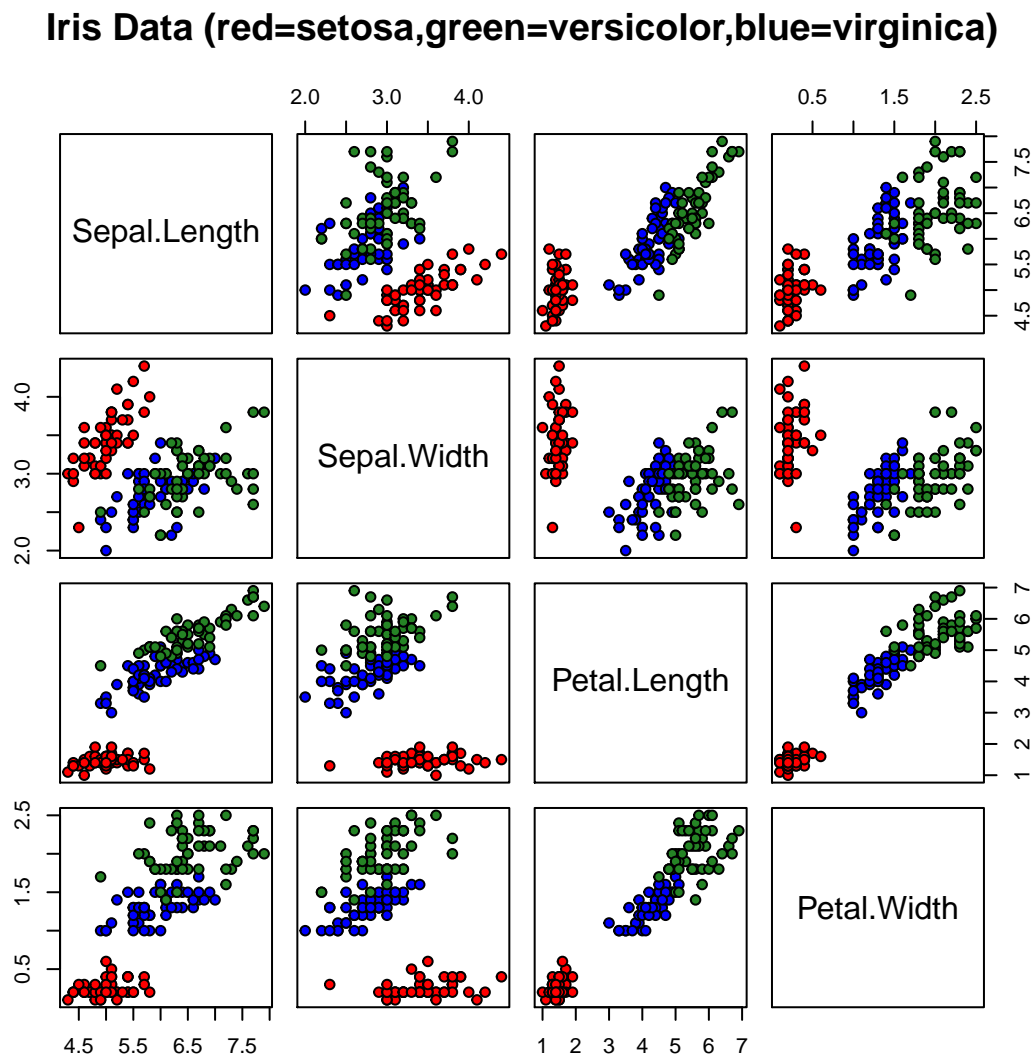 Iris Data (red=setosa,green=versicolor,blue=virginica)
2.0 3.0 4.0 0.5 1.5 2.5
Sepal.Length
4.5 5.5 6.5 7.5
2.0 3.0 4.0
Sepal.Width
Petal.Length
1 2 3 4 5 6 7
0.5 1.5 2.5
Petal.Width
4.5 5.5 6.5 7.5 1 2 3 4 5 6 7